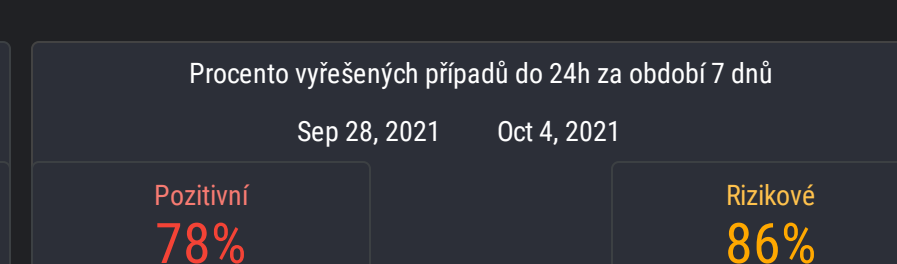 Procento vyřešených případů do 24h za období 7 dnů
Sep 28, 2021 Oct 4, 2021
Pozitivní Rizikové
78% 86%